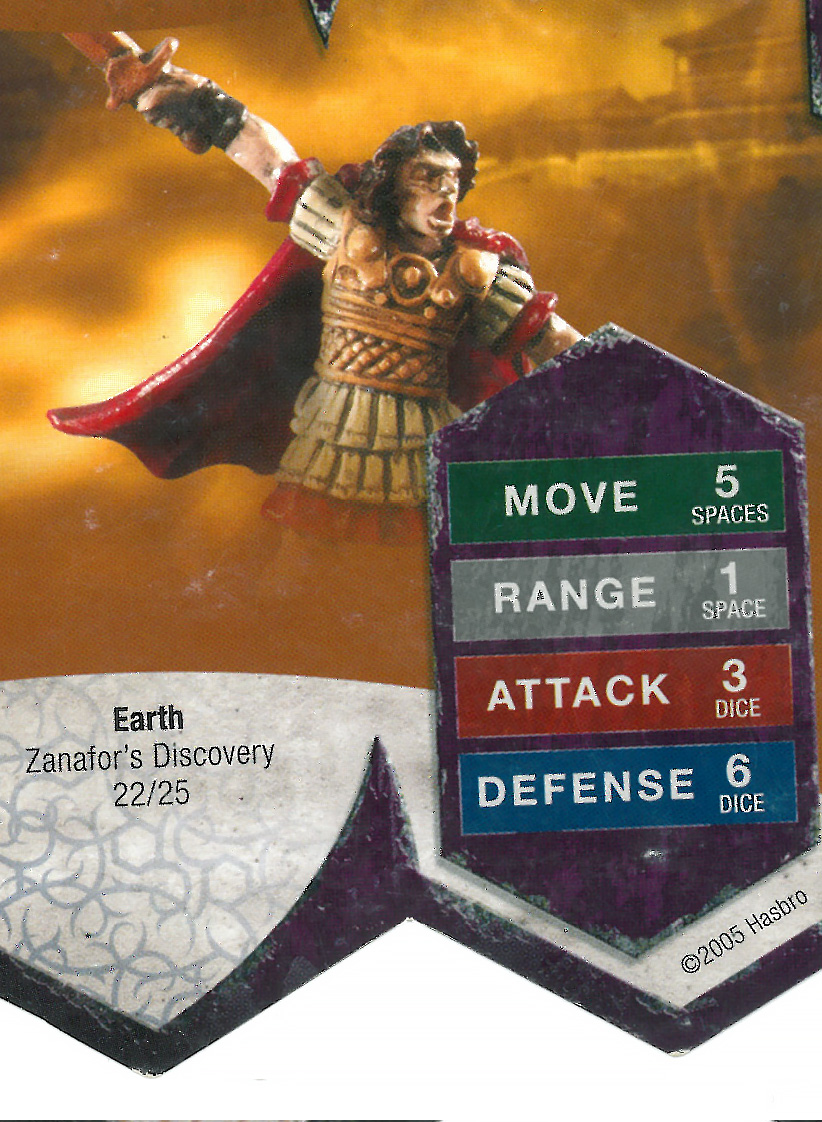 MOVE 5
SPACES
RANGE 1
SPACE
ATTACK 3
DICE
DEFENSE 6
DICE
Earth
Zanafor's Discovery
22/25
©2005 Hasbro